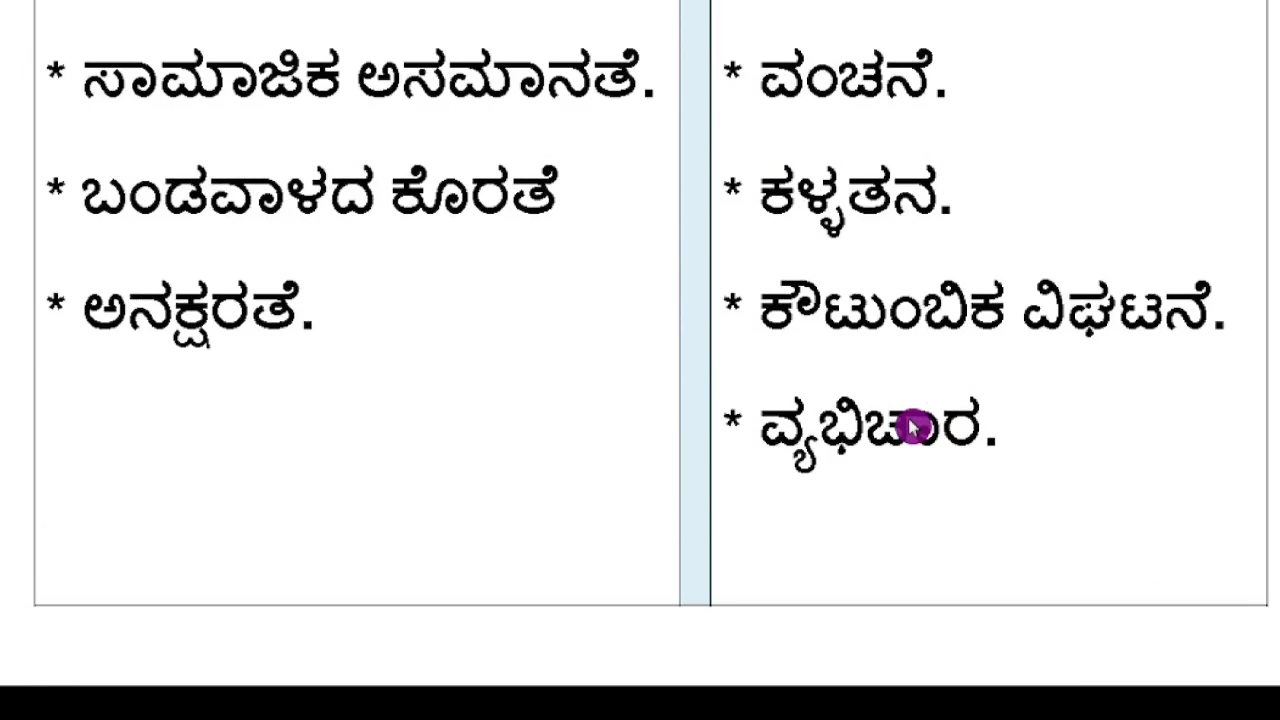 * ಸಾಮಾಜಿಕ ಅಸಮಾನತೆ.
* ಬಂಡವಾಳದ ಕೊರತೆ
* ಅನಕ್ಷರತೆ.
* ವಂಚನೆ.
* ಕಳ್ಳತನ.
* ಕೌಟುಂಬಿಕ ವಿಘಟನೆ.
* ವ್ಯಭಿಚಾರ.